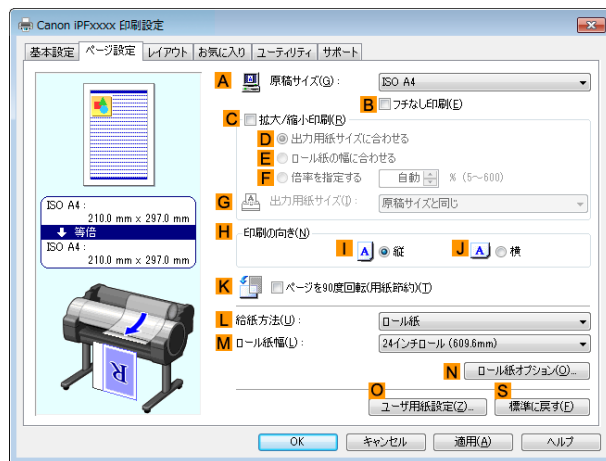 Canon iPFxxxx 印刷設定
基本設定 ページ設定 レイアウト お気に入り ユーティリティ サポート
A 原稿サイズ(G): ISO A4
B フチなし印刷(E)
C 拡大/縮小印刷(R)
D 出力用紙サイズに合わせる
E ロール紙の幅に合わせる
F 倍率を指定する 自動 % (5～600)
G A 出力用紙サイズ(I): 原稿サイズと同じ
ISO A4:
210.0 mm x 297.0 mm
等倍
ISO A4:
210.0 mm x 297.0 mm
H 印刷の向き(N)
I A 縦 J A 横
K ページを90度回転(用紙節約)(T)
L 給紙方法(U): ロール紙
M ロール紙幅(L): 24インチロール (609.6mm)
R
N ロール紙オプション(O)...
O S
ユーザ用紙設定(Z)... 標準に戻す(F)
OK キャンセル 適用(A) ヘルプ